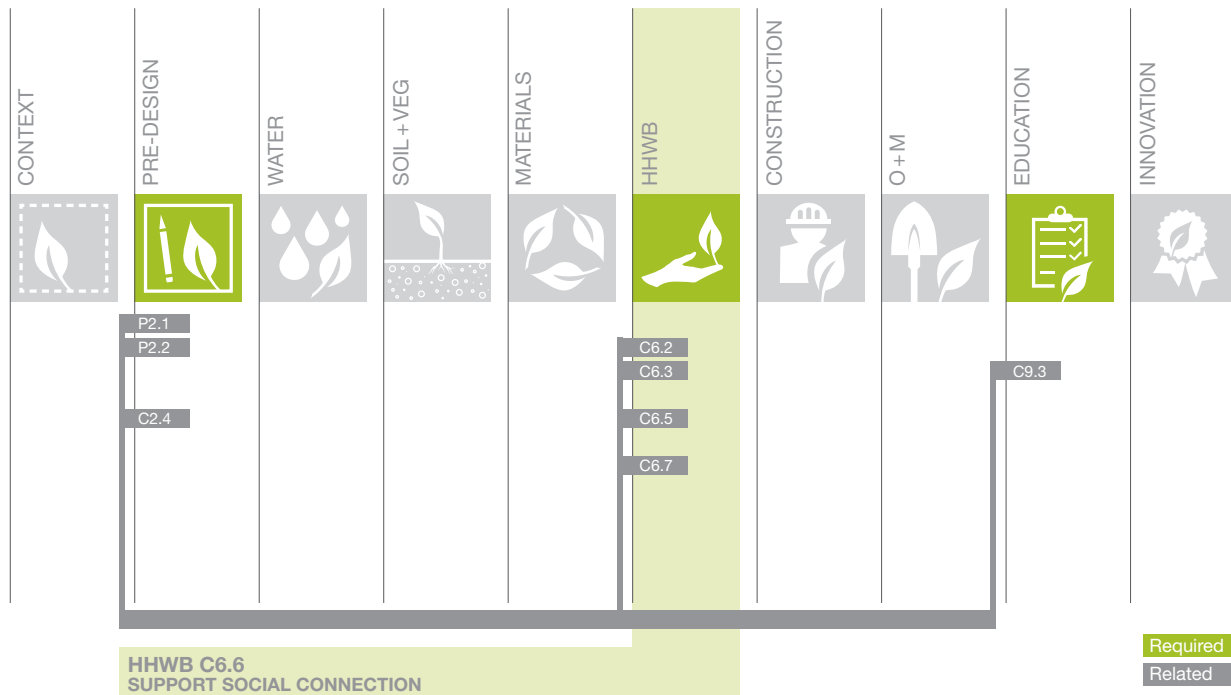 CONTEXT
PRE-DESIGN
WATER
SOIL + VEG
MATERIALS
HHWB
CONSTRUCTION
O + M
EDUCATION
INNOVATION
P2.1
P2.2
C2.4
C6.2
C6.3
C6.5
C6.7
C9.3
HHWB C6.6
SUPPORT SOCIAL CONNECTION
Required
Related